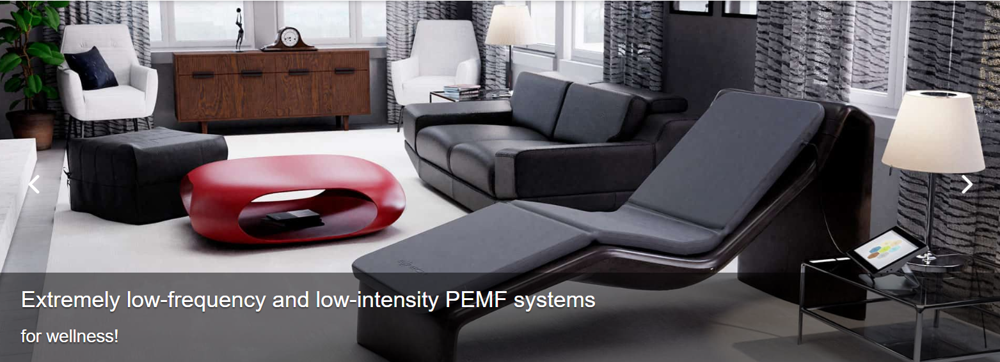 Extremely low-frequency and low-intensity PEMF systems
for wellness!